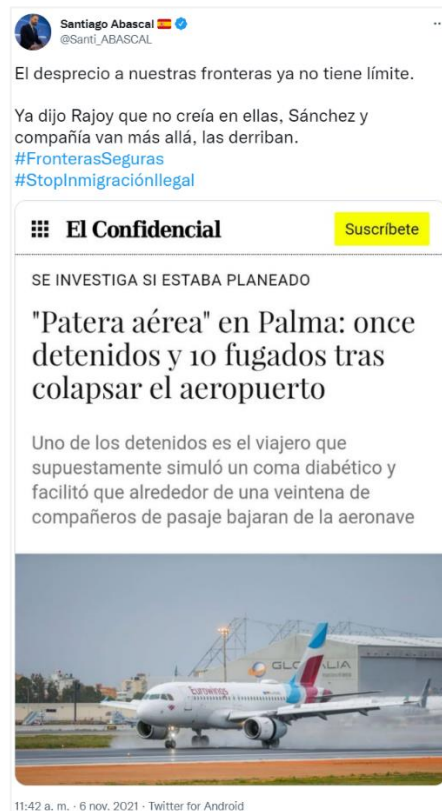 Santiago Abascal
@Santi_ABASCAL
El desprecio a nuestras fronteras ya no tiene límite.
Ya dijo Rajoy que no creía en ellas, Sánchez y
compañía van más allá, las derriban.
#FronterasSeguras
#StopInmigraciónIlegal
El Confidencial
Suscríbete
SE INVESTIGA SI ESTABA PLANEADO
"Patera aérea" en Palma: once
detenidos y 10 fugados tras
colapsar el aeropuerto
Uno de los detenidos es el viajero que
supuestamente simuló un coma diabético y
facilitó que alrededor de una veintena de
compañeros de pasaje bajaran de la aeronave
Eurowings
11:42 a. m. · 6 nov. 2021 · Twitter for Android